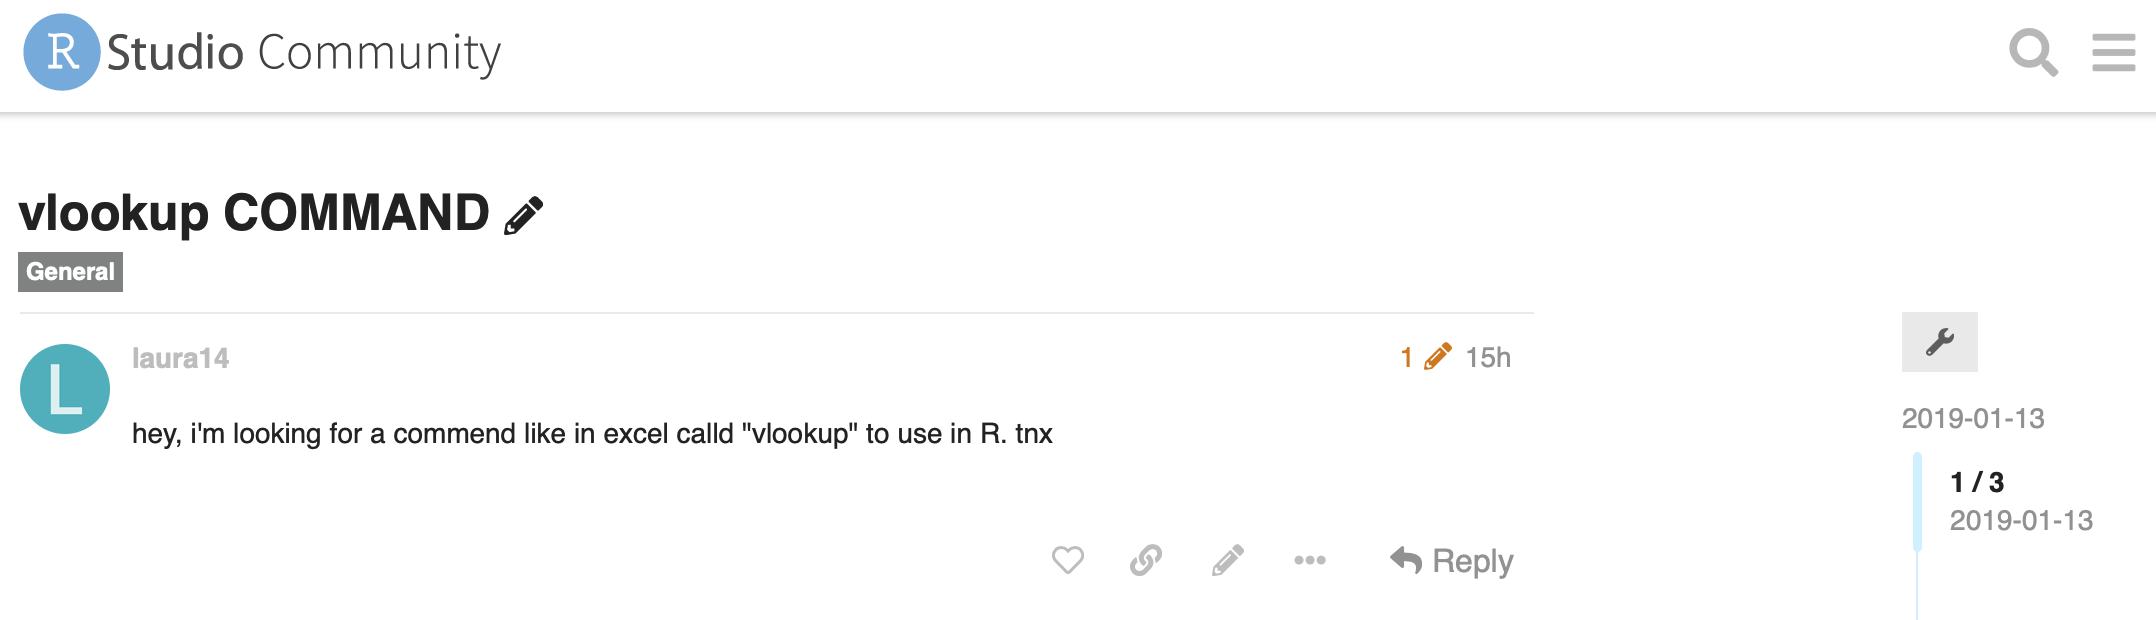 R Studio Community
vlookup COMMAND
General
L
laura14
1
15h
hey, i'm looking for a commend like in excel calld "vlookup" to use in R. tnx
Reply
2019-01-13
1 / 3
2019-01-13